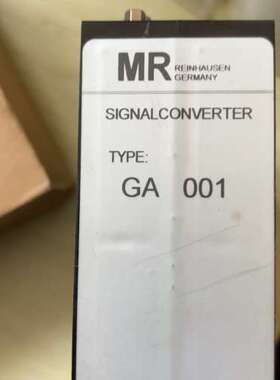 MR REINHAUSEN
GERMANY
SIGNALCONVERTER
TYPE:
GA 001